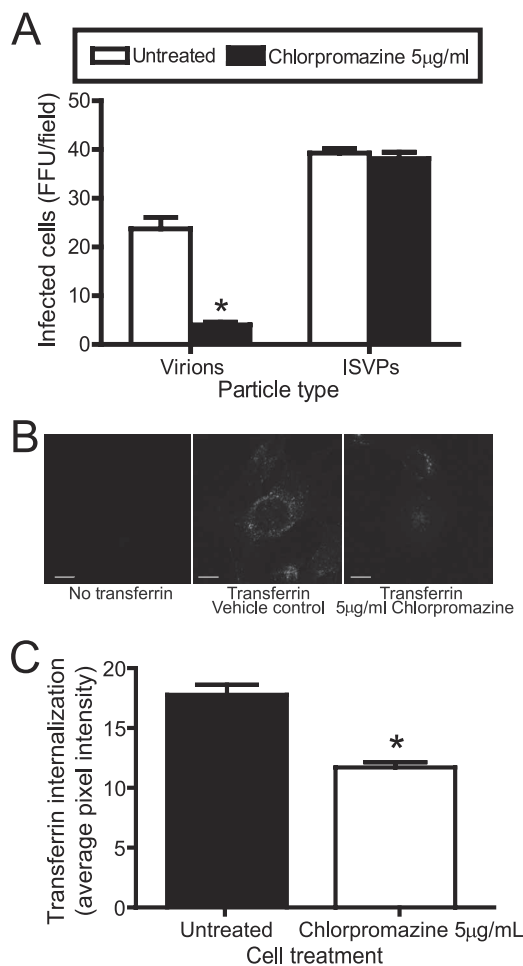 A
Untreated Chlorpromazine 5μg/ml
Infected cells (FFU/field)
50
40
30
20
10
0
*
Virions ISVPs
Particle type
B
No transferrin
Transferrin
Vehicle control
Transferrin
5μg/ml Chlorpromazine
C
Transferrin internalization
(average pixel intensity)
20
15
10
5
0
*
Untreated Chlorpromazine 5μg/mL
Cell treatment